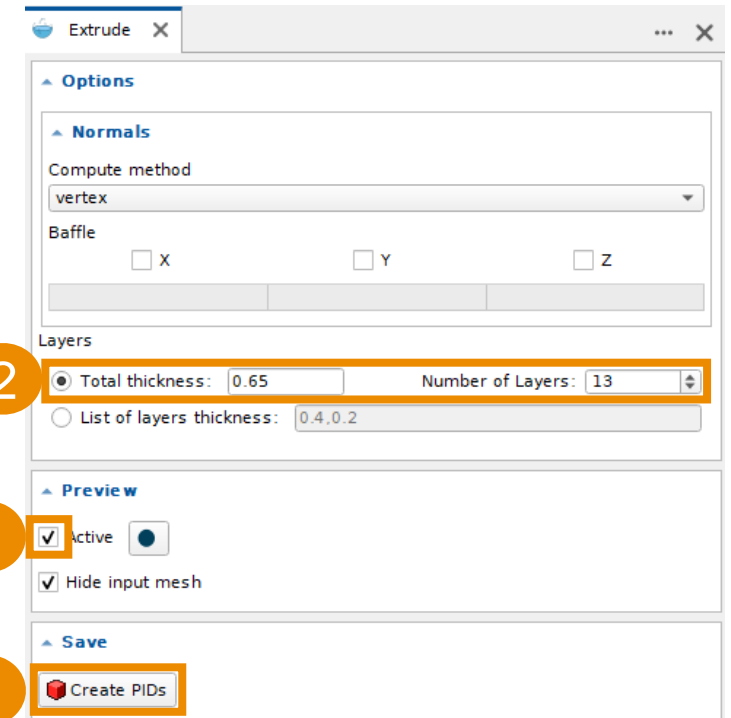 Extrude
Options
Normals
Compute method
vertex
Baffle
X Y Z
Layers
2
Total thickness: 0.65 Number of Layers: 13
List of layers thickness: 0.4,0.2
Preview
Active
Hide input mesh
Save
Create PIDs